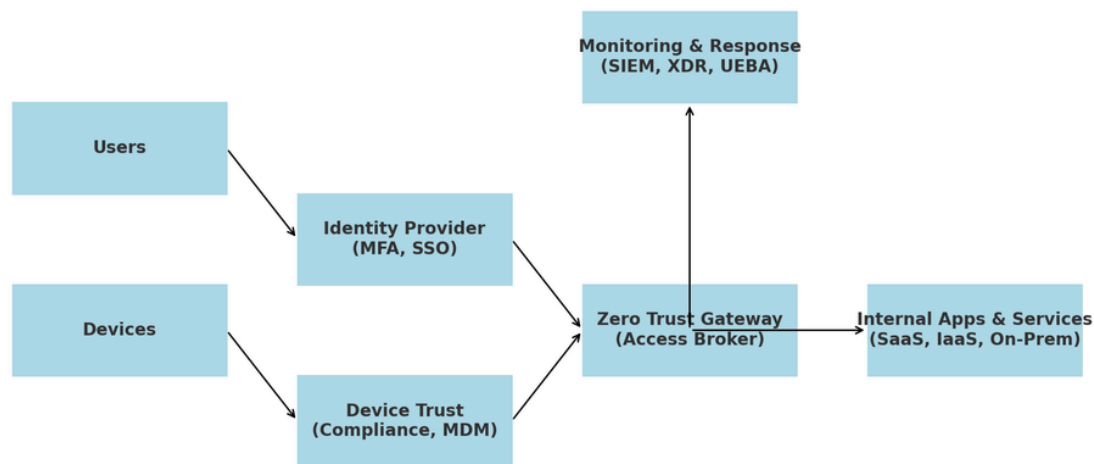 Monitoring & Response
(SIEM, XDR, UEBA)
Users
Identity Provider
(MFA, SSO)
Devices
Zero Trust Gateway
(Access Broker)
Internal Apps & Services
(SaaS, IaaS, On-Prem)
Device Trust
(Compliance, MDM)